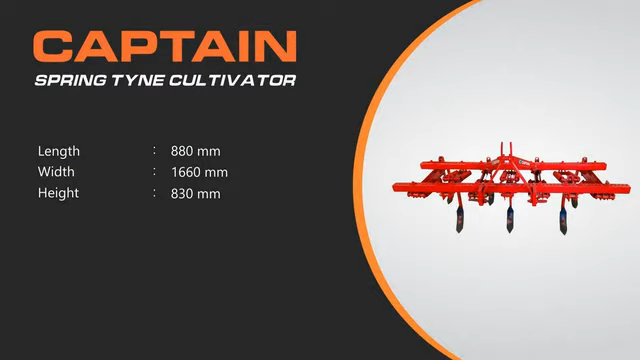 CAPTAIN
SPRING TYNE CULTIVATOR
Length : 880 mm
Width : 1660 mm
Height : 830 mm